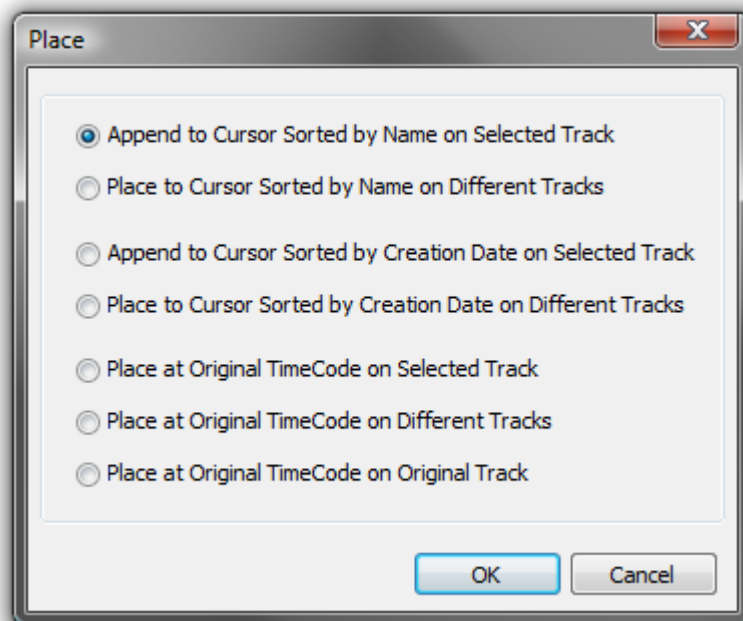 Place
Append to Cursor Sorted by Name on Selected Track
Place to Cursor Sorted by Name on Different Tracks
Append to Cursor Sorted by Creation Date on Selected Track
Place to Cursor Sorted by Creation Date on Different Tracks
Place at Original TimeCode on Selected Track
Place at Original TimeCode on Different Tracks
Place at Original TimeCode on Original Track
OK Cancel